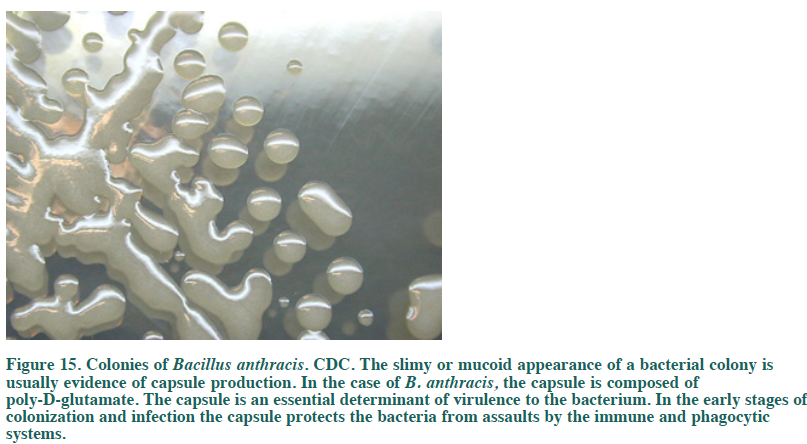 Figure 15. Colonies of Bacillus anthracis. CDC. The slimy or mucoid appearance of a bacterial colony is
usually evidence of capsule production. In the case of B. anthracis, the capsule is composed of
poly-D-glutamate. The capsule is an essential determinant of virulence to the bacterium. In the early stages of
colonization and infection the capsule protects the bacteria from assaults by the immune and phagocytic
systems.